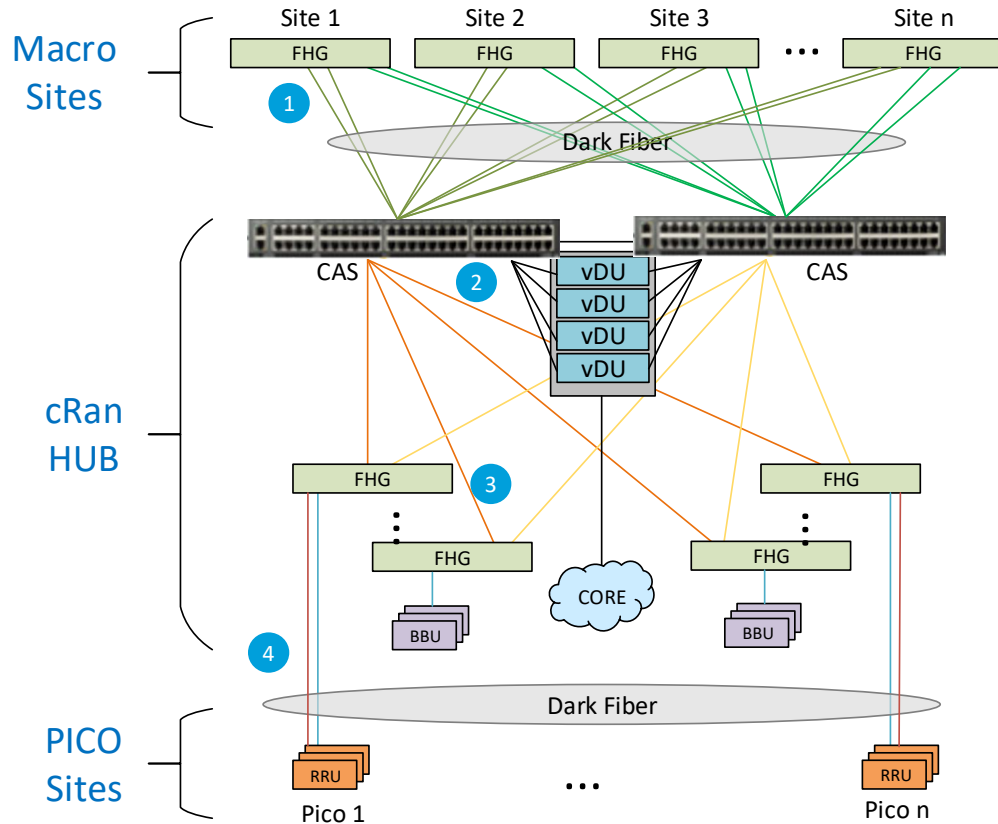 Site 1
Site 2
Site 3
Site n
Macro
Sites
FHG
FHG
FHG
FHG
1
Dark Fiber
CAS
CAS
2
vDU
vDU
vDU
vDU
cRan
HUB
FHG
FHG
3
FHG
FHG
CORE
BBU
BBU
4
Dark Fiber
PICO
Sites
RRU
RRU
Pico 1
Pico n